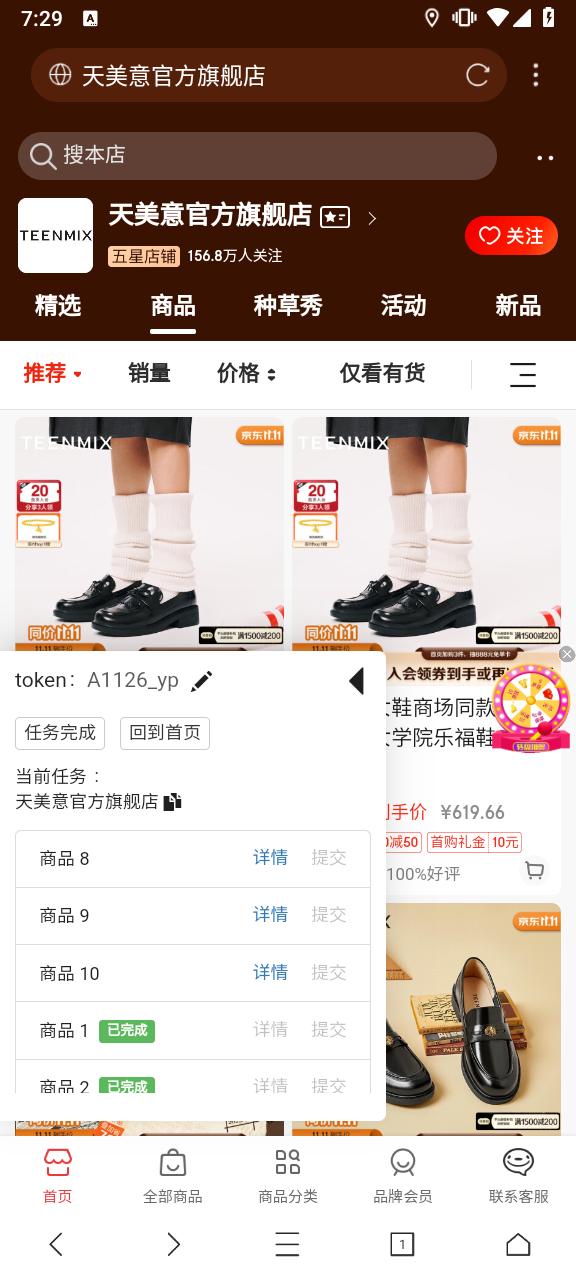 7:29
天美意官方旗舰店
搜本店
TEENMIX
天美意官方旗舰店
五星店铺 156.8万人关注
关注
精选 商品 种草秀 活动 新品
推荐 销量 价格 仅看有货
TEENMIX 京东11.11
TEENMIX 京东11.11
20
分享3人领
20
分享3人领
同价11.11
满1500减200
同价11.11
满1500减200
token： A1126_yp
任务完成 回到首页
当前任务：
天美意官方旗舰店
商品 8 详情 提交
商品 9 详情 提交
商品 10 详情 提交
商品 1 已完成 详情 提交
商品 2 已完成 详情 提交
人会领券到手或再
女鞋商场同款
女学院乐福鞋
到手价 ¥619.66
减50 首购礼金 10元
100%好评
京东11.11
满1500减200
首页 全部商品 商品分类 品牌会员 联系客服
1